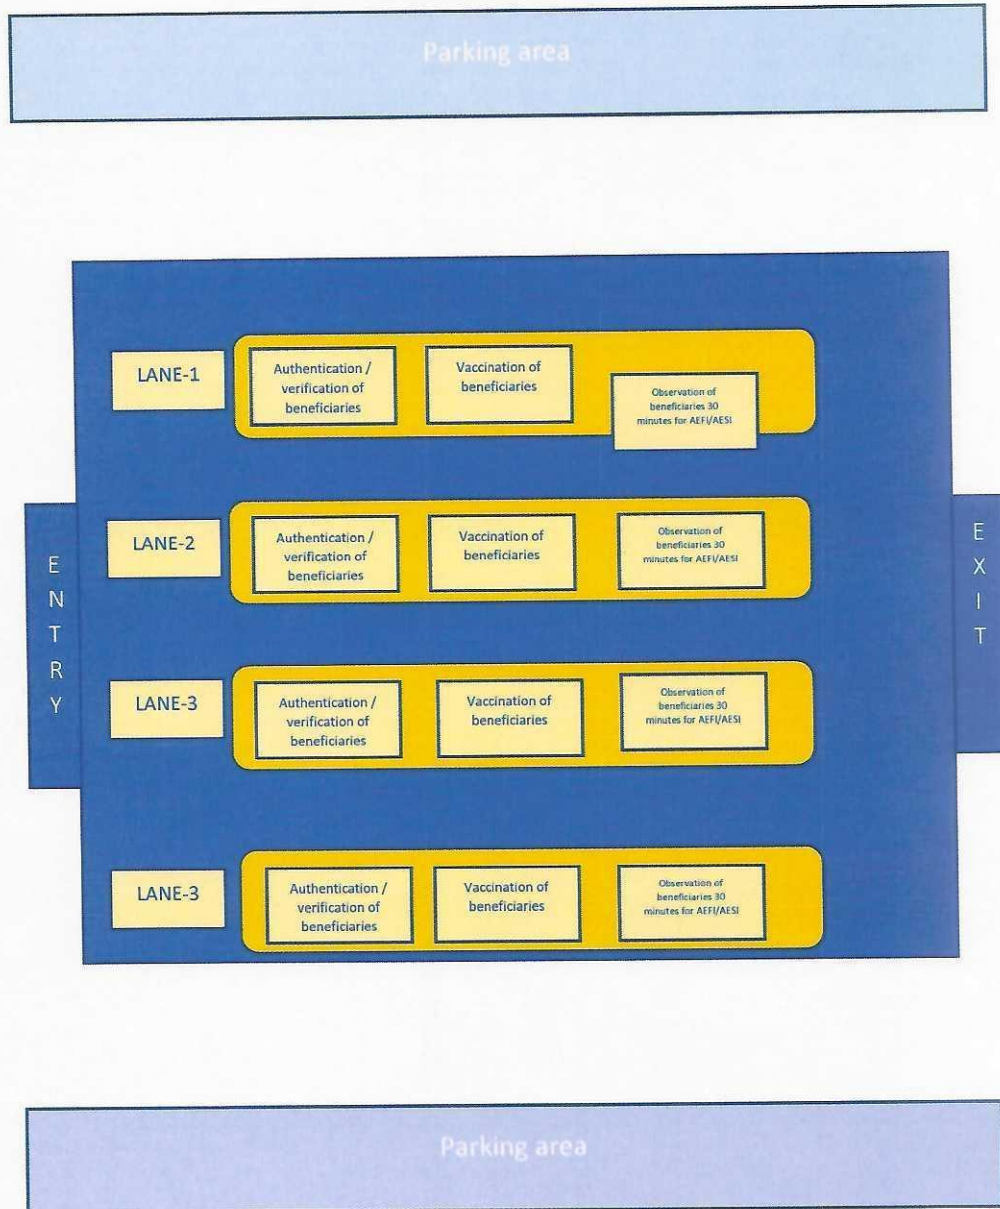 Parking area
LANE-1
Authentication /
verification of
beneficiaries
Vaccination of
beneficiaries
Observation of
beneficiaries 30
minutes for AEFI/AESI
ENTRY
LANE-2
Authentication /
verification of
beneficiaries
Vaccination of
beneficiaries
Observation of
beneficiaries 30
minutes for AEFI/AESI
EXIT
LANE-3
Authentication /
verification of
beneficiaries
Vaccination of
beneficiaries
Observation of
beneficiaries 30
minutes for AEFI/AESI
LANE-3
Authentication /
verification of
beneficiaries
Vaccination of
beneficiaries
Observation of
beneficiaries 30
minutes for AEFI/AESI
Parking area